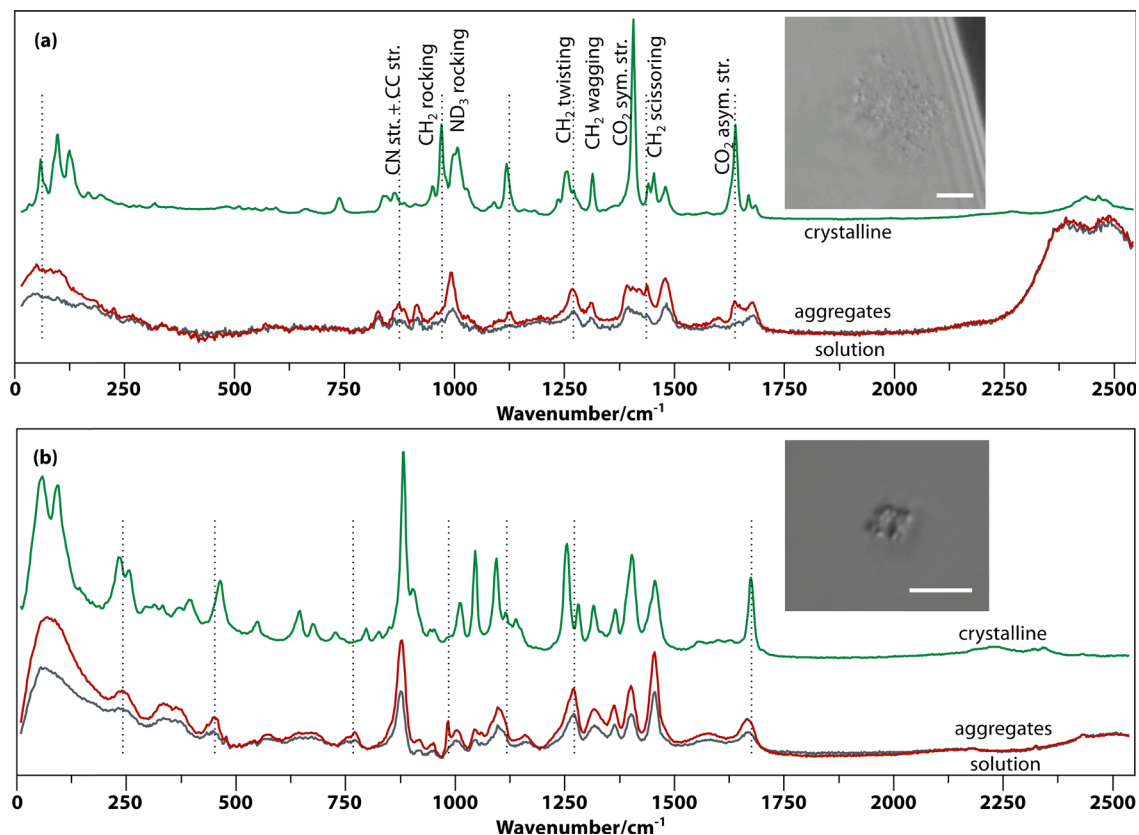 (a)
CN str. + CC str.
CH₂ rocking
ND₃ rocking
CH₂ twisting
CH₂ wagging
CO₂ sym. str.
CH₂ scissoring
CO₂ asym. str.
crystalline
aggregates
solution
0 250 500 750 1000 1250 1500 1750 2000 2250 2500
Wavenumber/cm⁻¹
(b)
crystalline
aggregates
solution
0 250 500 750 1000 1250 1500 1750 2000 2250 2500
Wavenumber/cm⁻¹